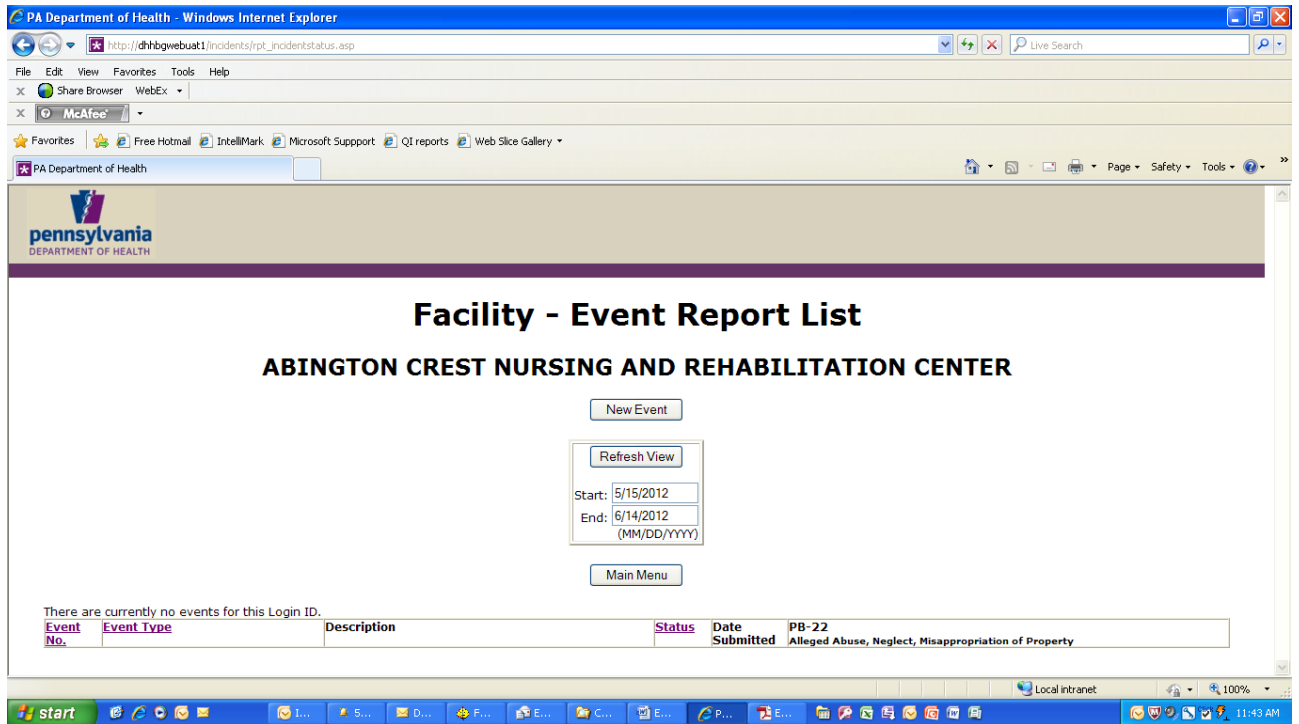 PA Department of Health - Windows Internet Explorer
http://dhhbgwebuat1/incidents/rpt_incidentstatus.asp
Live Search
File Edit View Favorites Tools Help
x Share Browser WebEx
x McAfee
Favorites Free Hotmail IntelliMark Microsoft Suppport QI reports Web Slice Gallery
PA Department of Health
Page Safety Tools
pennsylvania
DEPARTMENT OF HEALTH
Facility - Event Report List
ABINGTON CREST NURSING AND REHABILITATION CENTER
New Event
Refresh View
Start: 5/15/2012
End: 6/14/2012
(MM/DD/YYYY)
Main Menu
There are currently no events for this Login ID.
Event No. Event Type Description Status Date Submitted PB-22
Alleged Abuse, Neglect, Misappropriation of Property
Local intranet 100%
start I... 5... D... F... E... C... E... P... E... 11:43 AM